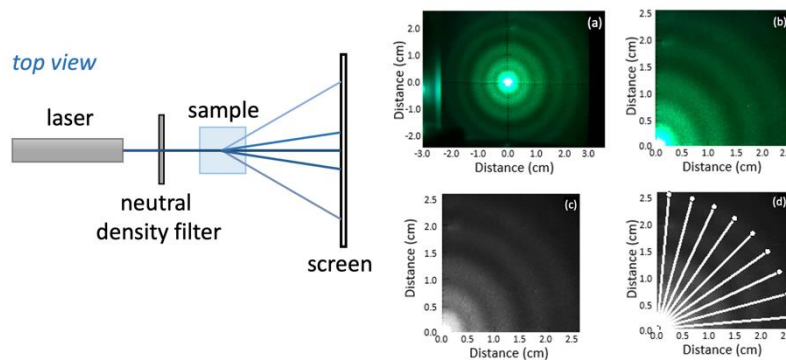 top view
laser
sample
neutral
density filter
screen
(a)
Distance (cm)
2.0
1.0
0.0
-1.0
-2.0
-3.0 -2.0 -1.0 0.0 1.0 2.0 3.0
Distance (cm)
(b)
Distance (cm)
2.5
2.0
1.5
1.0
0.5
0.0
0.0 0.5 1.0 1.5 2.0 2.5
Distance (cm)
(c)
Distance (cm)
2.5
2.0
1.5
1.0
0.5
0.0
0.0 0.5 1.0 1.5 2.0 2.5
Distance (cm)
(d)
Distance (cm)
2.5
2.0
1.5
1.0
0.5
0.0
0.0 0.5 1.0 1.5 2.0 2.5
Distance (cm)